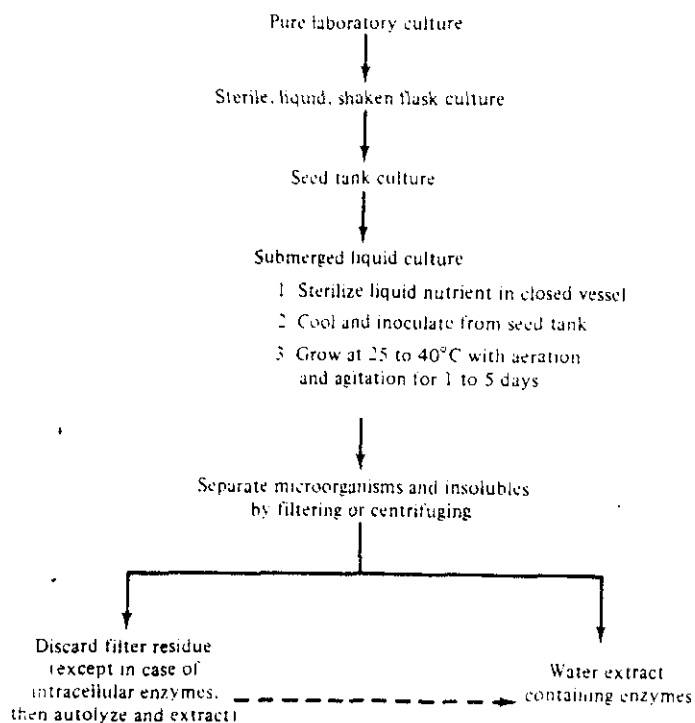 Pure laboratory culture
Sterile, liquid, shaken flask culture
Seed tank culture
Submerged liquid culture
1 Sterilize liquid nutrient in closed vessel
2 Cool and inoculate from seed tank
3 Grow at 25 to 40°C with aeration
and agitation for 1 to 5 days
Separate microorganisms and insolubles
by filtering or centrifuging
Discard filter residue
(except in case of
intracellular enzymes,
then autolyze and extract)
Water extract
containing enzymes